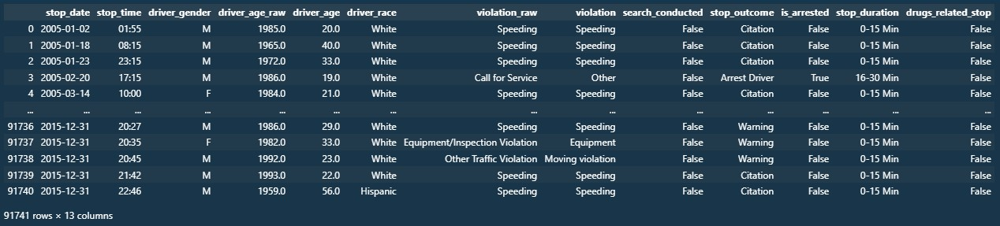 stop_date stop_time driver_gender driver_age_raw driver_age driver_race violation_raw violation search_conducted stop_outcome is_arrested stop_duration drugs_related_stop
0 2005-01-02 01:55 M 1985.0 20.0 White Speeding Speeding False Citation False 0-15 Min False
1 2005-01-18 08:15 M 1965.0 40.0 White Speeding Speeding False Citation False 0-15 Min False
2 2005-01-23 23:15 M 1972.0 33.0 White Speeding Speeding False Citation False 0-15 Min False
3 2005-02-20 17:15 M 1986.0 19.0 White Call for Service Other False Arrest Driver True 16-30 Min False
4 2005-03-14 10:00 F 1984.0 21.0 White Speeding Speeding False Citation False 0-15 Min False
... ... ... ... ... ... ... ... ... ... ... ... ... ...
91736 2015-12-31 20:27 M 1986.0 29.0 White Speeding Speeding False Warning False 0-15 Min False
91737 2015-12-31 20:35 F 1982.0 33.0 White Equipment/Inspection Violation Equipment False Warning False 0-15 Min False
91738 2015-12-31 20:45 M 1992.0 23.0 White Other Traffic Violation Moving violation False Warning False 0-15 Min False
91739 2015-12-31 21:42 M 1993.0 22.0 White Speeding Speeding False Citation False 0-15 Min False
91740 2015-12-31 22:46 M 1959.0 56.0 Hispanic Speeding Speeding False Citation False 0-15 Min False
91741 rows × 13 columns